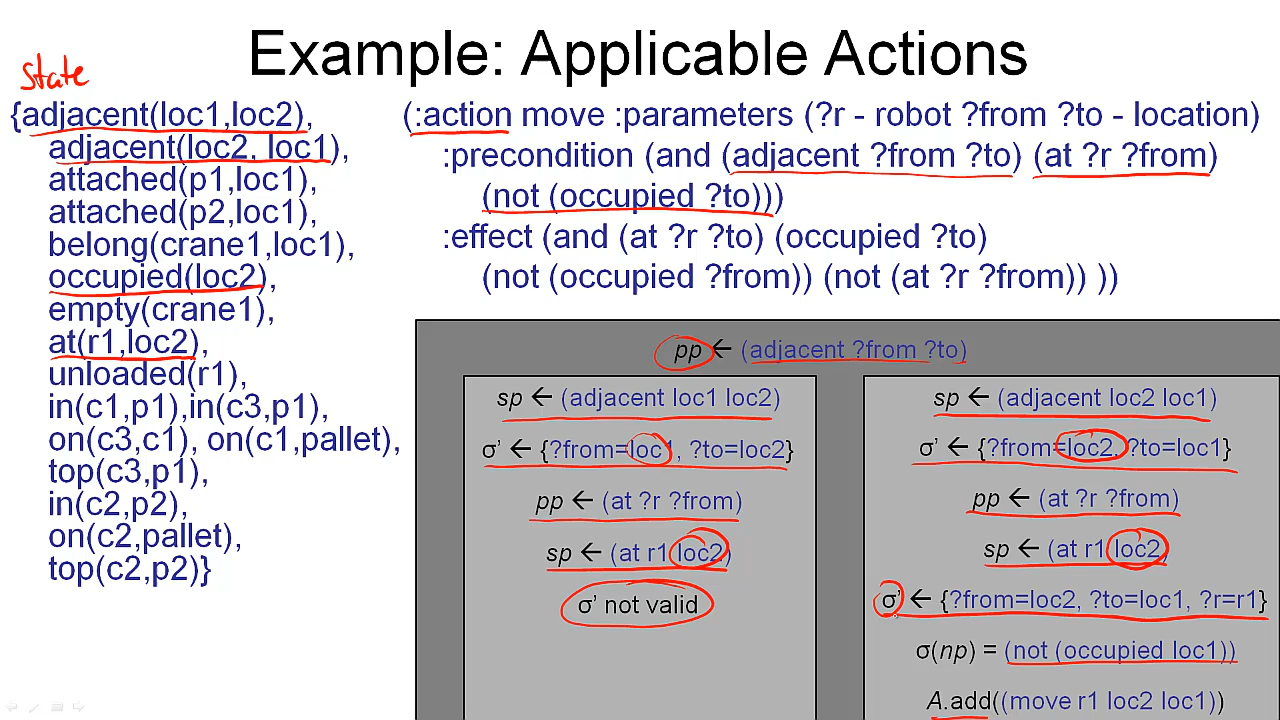 Example: Applicable Actions
state
{adjacent(loc1,loc2),
adjacent(loc2, loc1),
attached(p1,loc1),
attached(p2,loc1),
belong(crane1,loc1),
occupied(loc2),
empty(crane1),
at(r1,loc2),
unloaded(r1),
in(c1,p1),in(c3,p1),
on(c3,c1), on(c1,pallet),
top(c3,p1),
in(c2,p2),
on(c2,pallet),
top(c2,p2)}
(:action move :parameters (?r - robot ?from ?to - location)
:precondition (and (adjacent ?from ?to) (at ?r ?from)
(not (occupied ?to)))
:effect (and (at ?r ?to) (occupied ?to)
(not (occupied ?from)) (not (at ?r ?from)) ))
pp ← (adjacent ?from ?to)
sp ← (adjacent loc1 loc2)
σ’ ← {?from=loc1, ?to=loc2}
pp ← (at ?r ?from)
sp ← (at r1 loc2)
σ’ not valid
sp ← (adjacent loc2 loc1)
σ’ ← {?from=loc2, ?to=loc1}
pp ← (at ?r ?from)
sp ← (at r1 loc2)
σ’ ← {?from=loc2, ?to=loc1, ?r=r1}
σ(np) = (not (occupied loc1))
A.add((move r1 loc2 loc1))